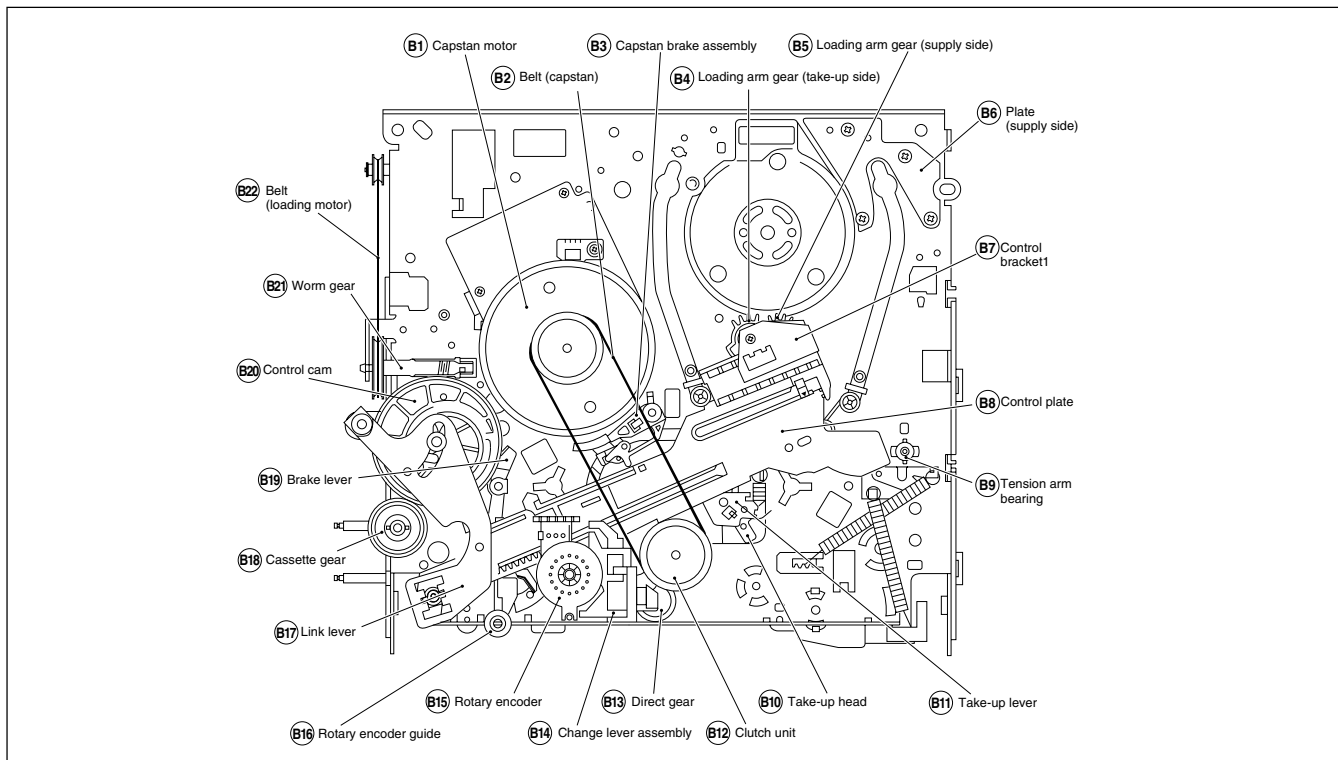 B1 Capstan motor
B3 Capstan brake assembly
B5 Loading arm gear (supply side)
B2 Belt (capstan)
B4 Loading arm gear (take-up side)
B6 Plate
(supply side)
B22 Belt
(loading motor)
B7 Control
bracket1
B21 Worm gear
B20 Control cam
B8 Control plate
B19 Brake lever
B9 Tension arm
bearing
B18 Cassette gear
B17 Link lever
B15 Rotary encoder
B13 Direct gear
B10 Take-up head
B11 Take-up lever
B16 Rotary encoder guide
B14 Change lever assembly
B12 Clutch unit